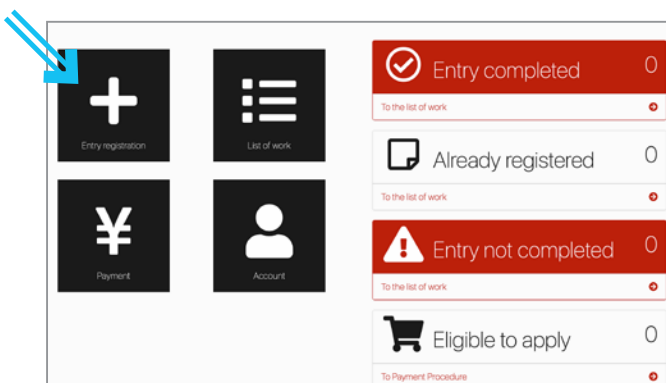 Entry registration
List of work
Payment
Account
Entry completed 0
To the list of work
Already registered 0
To the list of work
Entry not completed 0
To the list of work
Eligible to apply 0
To Payment Procedure